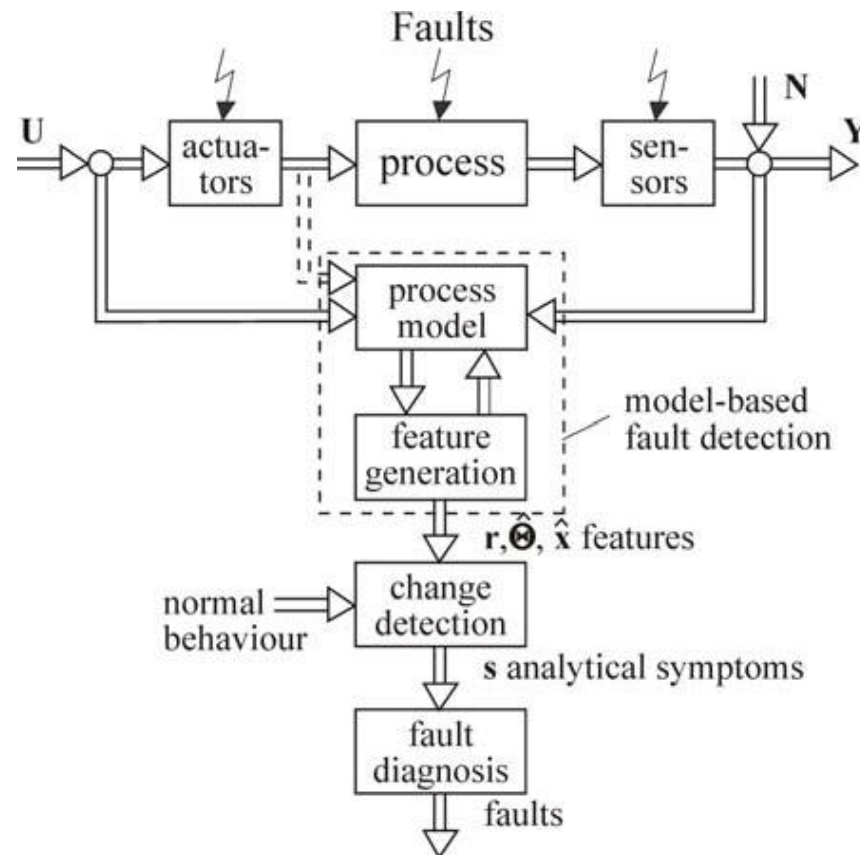 Faults
N
U
Y
actua-
tors
process
sen-
sors
process
model
model-based
fault detection
feature
generation
r,Θ̂, x̂ features
normal
behaviour
change
detection
s analytical symptoms
fault
diagnosis
faults